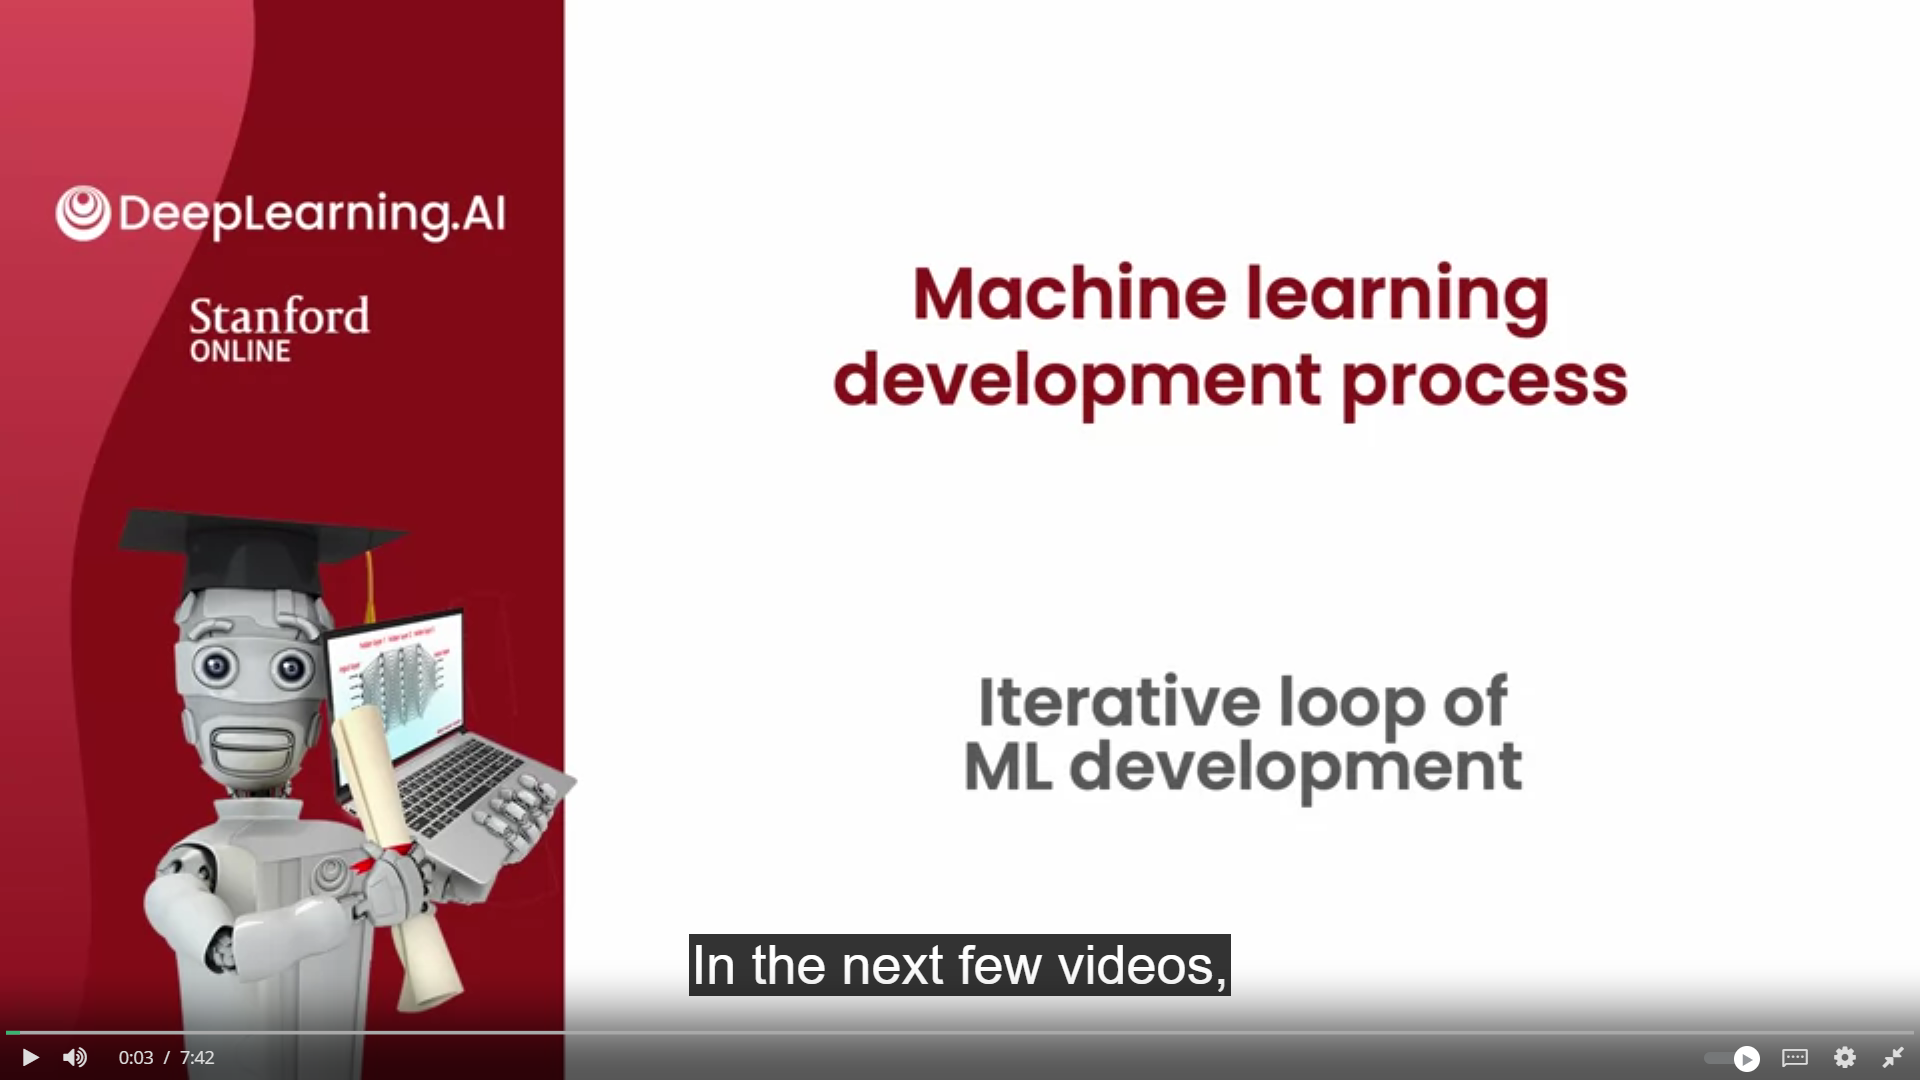 DeepLearning.AI
Stanford
ONLINE
Machine learning
development process
Iterative loop of
ML development
In the next few videos,
0:03 / 7:42